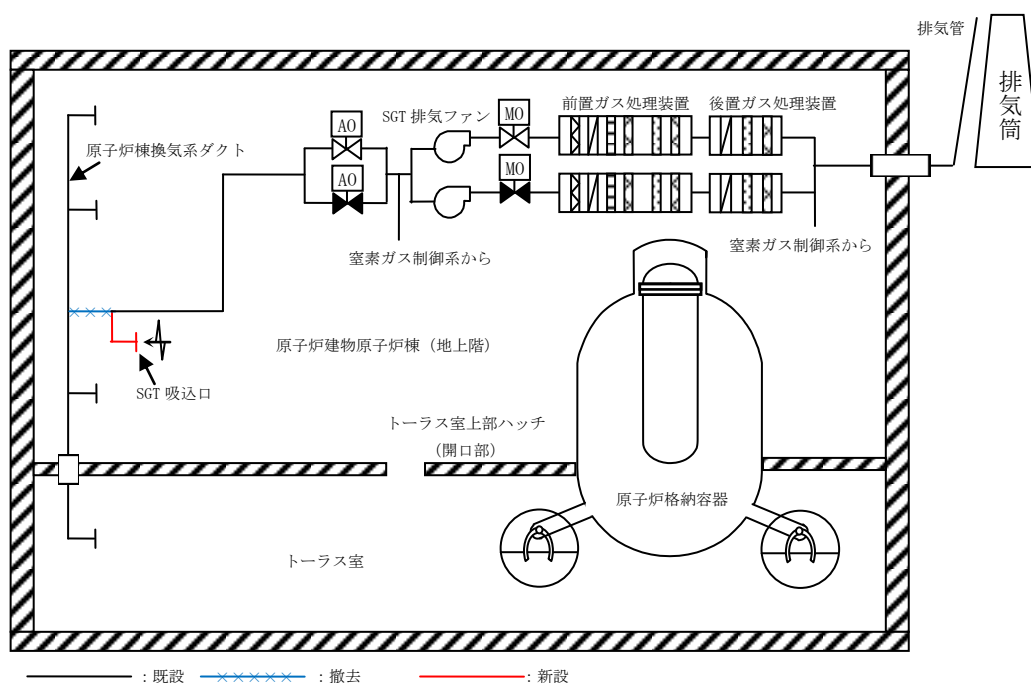 排気管
排気筒
前置ガス処理装置
後置ガス処理装置
SGT 排気ファン
MO
AO
原子炉棟換気系ダクト
MO
AO
窒素ガス制御系から
窒素ガス制御系から
原子炉建物原子炉棟（地上階）
SGT 吸込口
トーラス室上部ハッチ
（開口部）
原子炉格納容器
トーラス室
：既設
：撤去
：新設